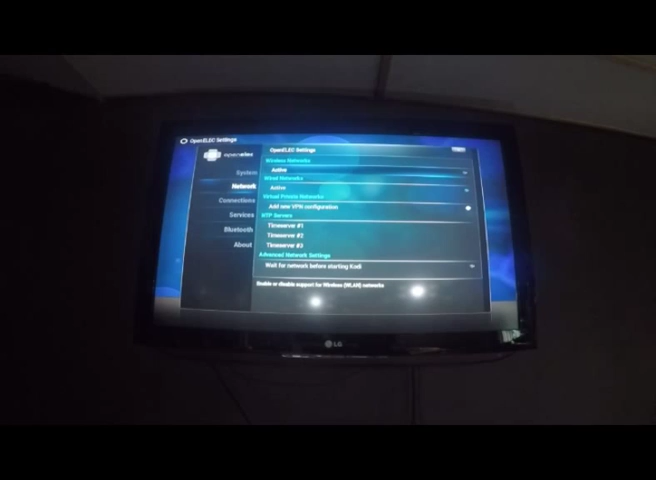 OpenELEC Settings
openelec
OpenELEC Settings
Wireless Networks
System
Active
Wired Networks
Network
Active
Virtual Private Networks
Connections
Add new VPN configuration
Services
NTP Servers
Timeserver #1
Bluetooth
Timeserver #2
About
Timeserver #3
Advanced Network Settings
Wait for network before starting Kodi
Enable or disable support for Wireless (WLAN) networks
LG